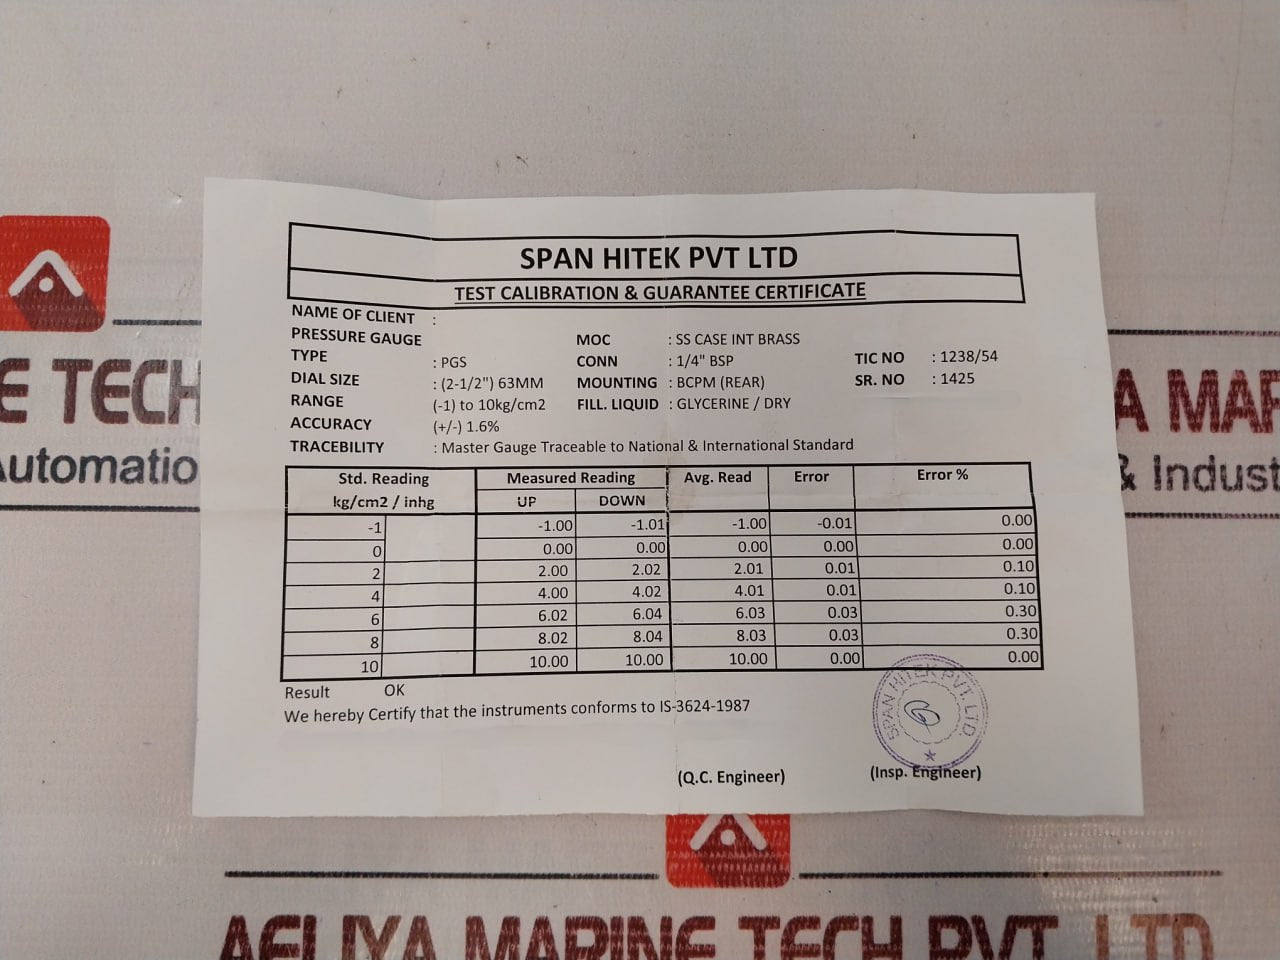 SPAN HITEK PVT LTD
TEST CALIBRATION & GUARANTEE CERTIFICATE
NAME OF CLIENT :
PRESSURE GAUGE MOC : SS CASE INT BRASS
TYPE : PGS CONN : 1/4" BSP TIC NO : 1238/54
DIAL SIZE : (2-1/2") 63MM MOUNTING : BCPM (REAR) SR. NO : 1425
RANGE (-1) to 10kg/cm2 FILL. LIQUID : GLYCERINE / DRY
ACCURACY (+/-) 1.6%
TRACEBILITY : Master Gauge Traceable to National & International Standard
Std. Reading Measured Reading Avg. Read Error Error %
kg/cm2 / inhg UP DOWN
-1 -1.00 -1.01 -1.00 -0.01 0.00
0 0.00 0.00 0.00 0.00 0.00
2 2.00 2.02 2.01 0.01 0.10
4 4.00 4.02 4.01 0.01 0.10
6 6.02 6.04 6.03 0.03 0.30
8 8.02 8.04 8.03 0.03 0.30
10 10.00 10.00 10.00 0.00 0.00
Result OK
We hereby Certify that the instruments conforms to IS-3624-1987
SPAN HITEK PVT. LTD.
(Q.C. Engineer) (Insp. Engineer)
E TECH
Automatio
A MAR
& Indust
AELIYA MARINE TECH PVT. LTD